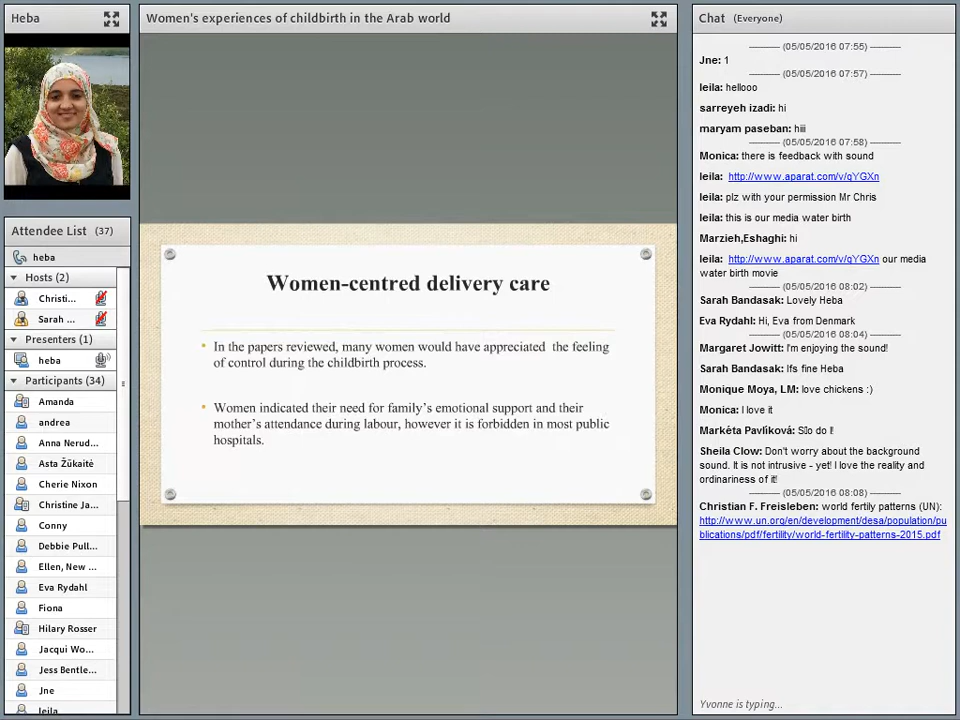 Heba
Attendee List (37)
heba
Hosts (2)
Christi...
Sarah ...
Presenters (1)
heba
Participants (34)
Amanda
andrea
Anna Nerud...
Asta Žūkaitė
Cherie Nixon
Christine Ja...
Conny
Debbie Pull...
Ellen, New ...
Eva Rydahl
Fiona
Hilary Rosser
Jacqui Wo...
Jess Bentle...
Jne
leila
Women's experiences of childbirth in the Arab world
Women-centred delivery care
• In the papers reviewed, many women would have appreciated the feeling
of control during the childbirth process.
• Women indicated their need for family's emotional support and their
mother's attendance during labour, however it is forbidden in most public
hospitals.
Chat (Everyone)
(05/05/2016 07:55)
Jne: 1
(05/05/2016 07:57)
leila: hellooo
sarreyeh izadi: hi
maryam paseban: hiii
(05/05/2016 07:58)
Monica: there is feedback with sound
leila: http://www.aparat.com/v/qYGXn
leila: plz with your permission Mr Chris
leila: this is our media water birth
Marzieh,Eshaghi: hi
leila: http://www.aparat.com/v/qYGXn our media
water birth movie
(05/05/2016 08:02)
Sarah Bandasak: Lovely Heba
Eva Rydahl: Hi, Eva from Denmark
(05/05/2016 08:04)
Margaret Jowitt: I'm enjoying the sound!
Sarah Bandasak: Ifs fine Heba
Monique Moya, LM: love chickens :)
Monica: I love it
Markéta Pavlíková: do I!
Sheila Clow: Don't worry about the background
sound. It is not intrusive - yet! I love the reality and
ordinariness of it!
(05/05/2016 08:08)
Christian F. Freisleben: world fertily patterns (UN):
http://www.un.org/en/development/desa/population/pu
blications/pdf/fertility/world-fertility-patterns-2015.pdf
Yvonne is typing...